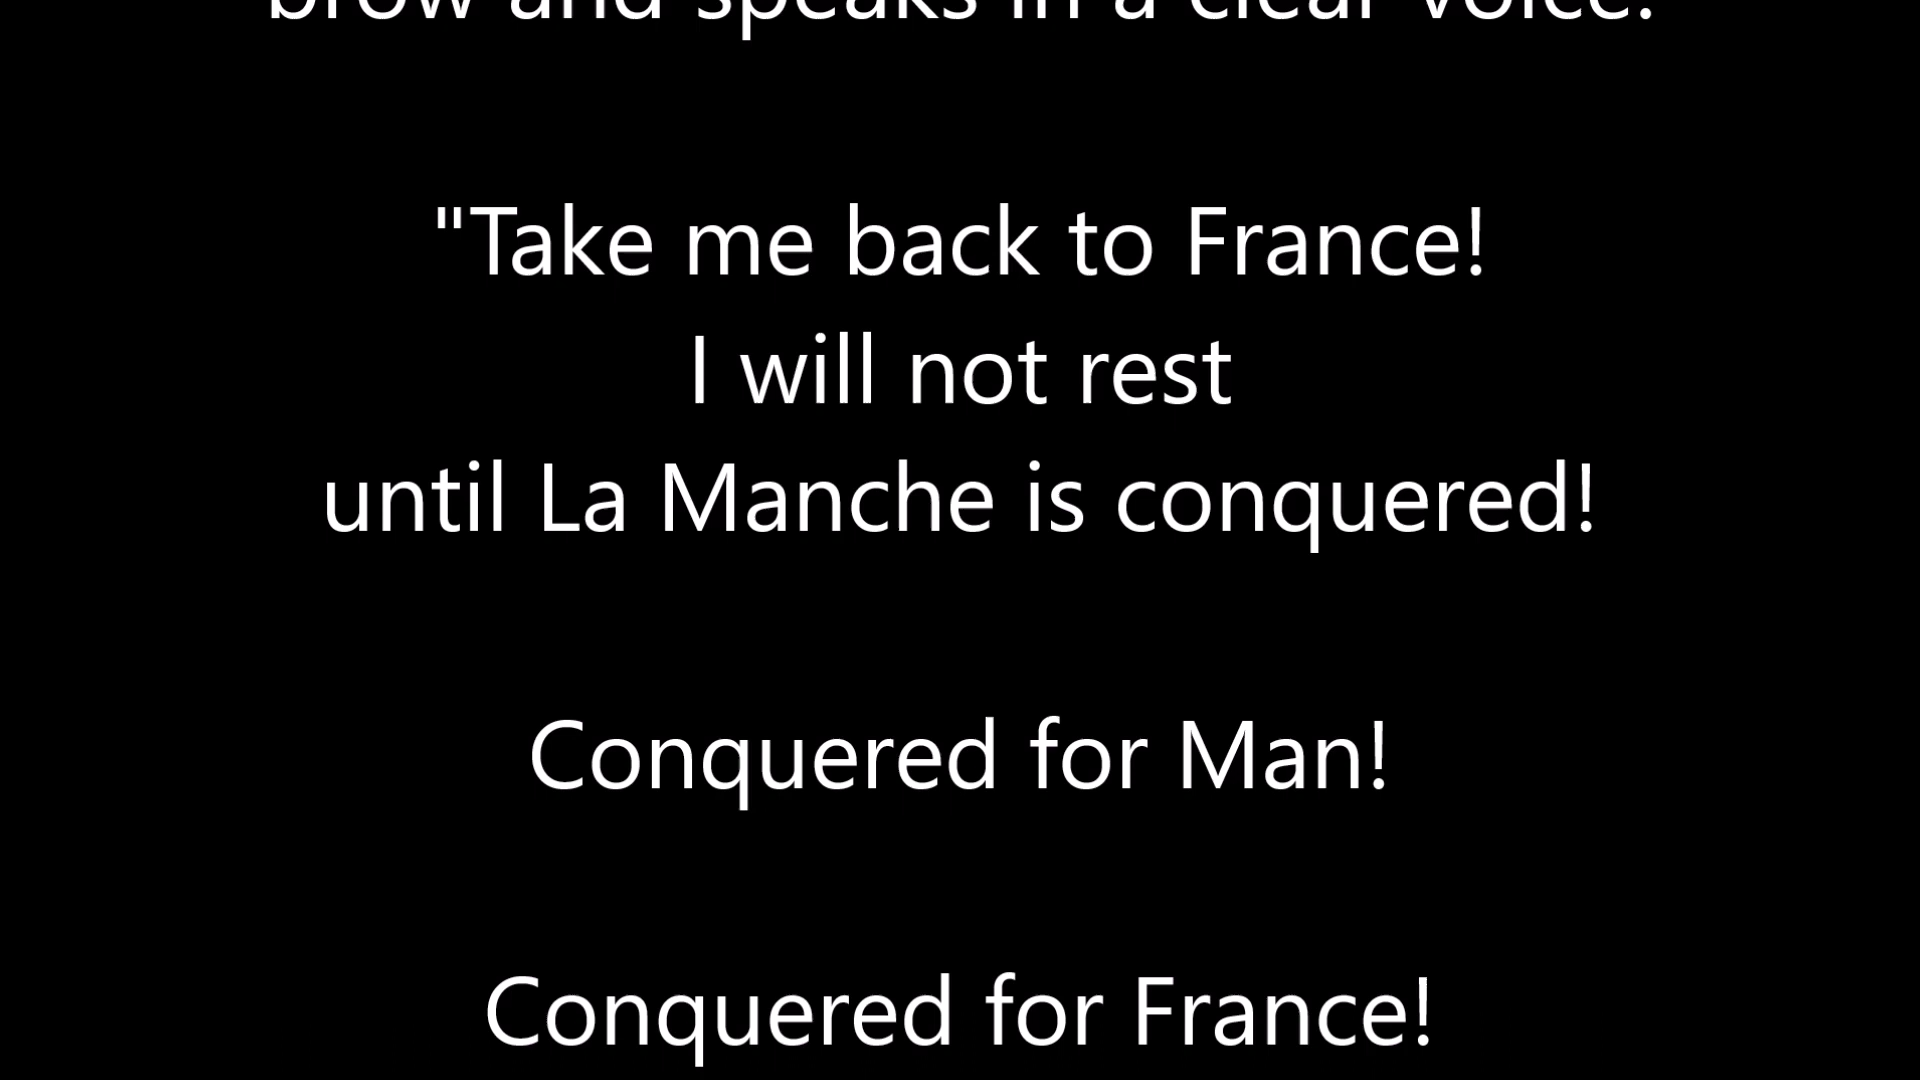 brow and speaks in a clear voice:
"Take me back to France!
I will not rest
until La Manche is conquered!
Conquered for Man!
Conquered for France!